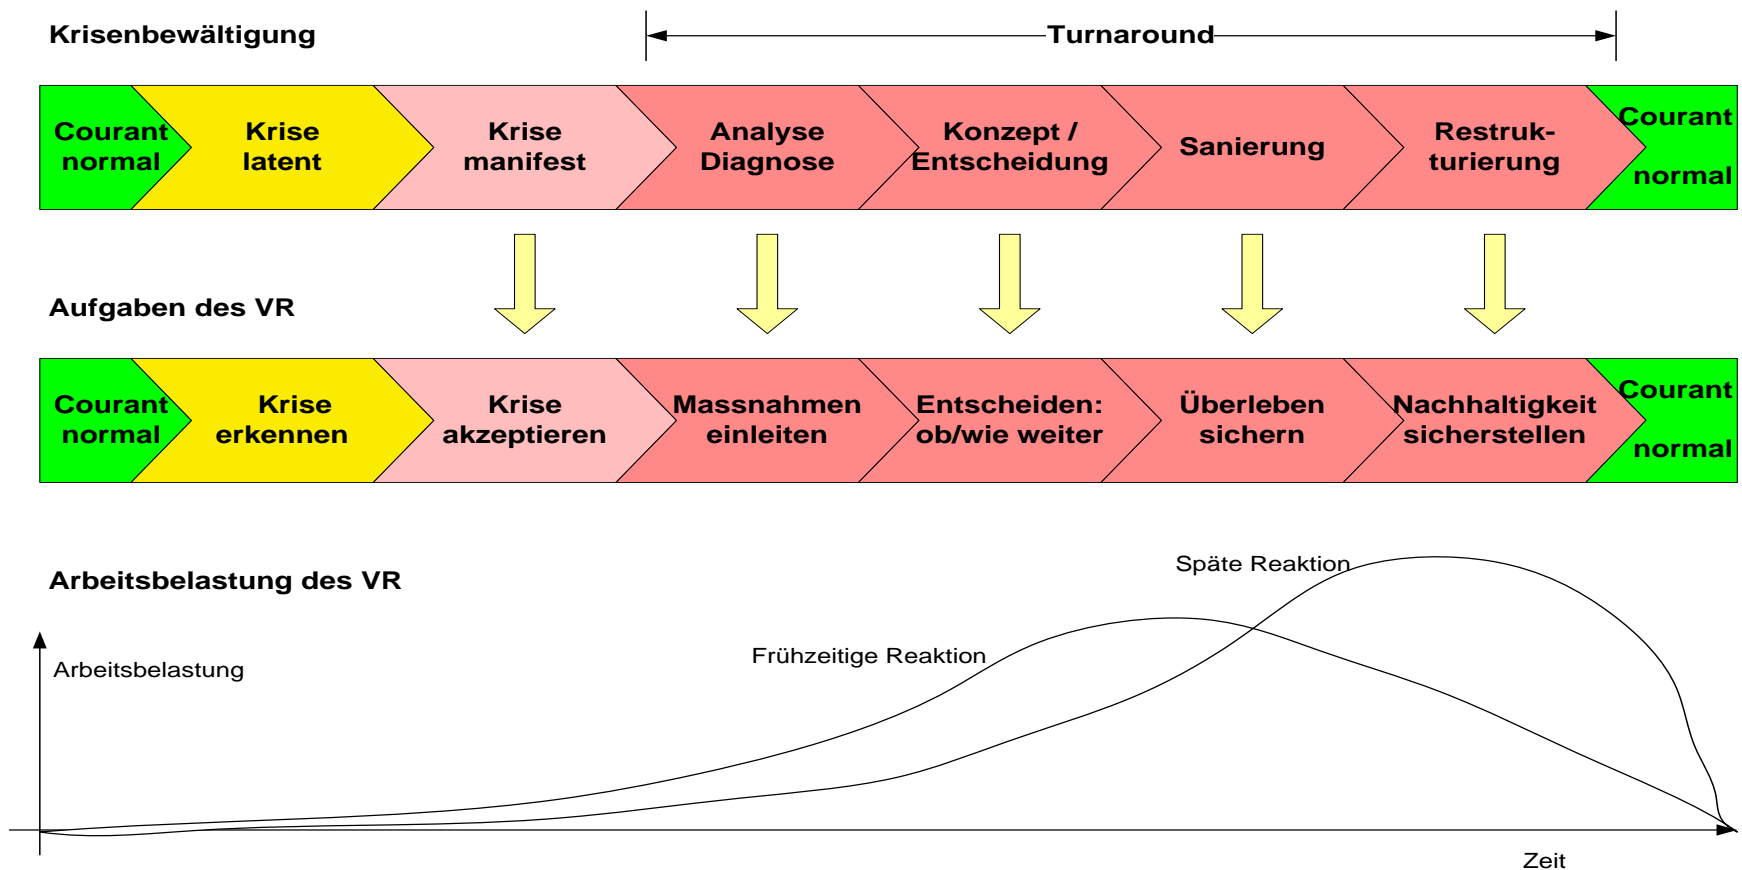 Krisenbewältigung
Turnaround
Courant
normal
Krise
latent
Krise
manifest
Analyse
Diagnose
Konzept /
Entscheidung
Sanierung
Restruk-
turierung
Courant
normal
Aufgaben des VR
Courant
normal
Krise
erkennen
Krise
akzeptieren
Massnahmen
einleiten
Entscheiden:
ob/wie weiter
Überleben
sichern
Nachhaltigkeit
sicherstellen
Courant
normal
Arbeitsbelastung des VR
Späte Reaktion
Frühzeitige Reaktion
Arbeitsbelastung
Zeit